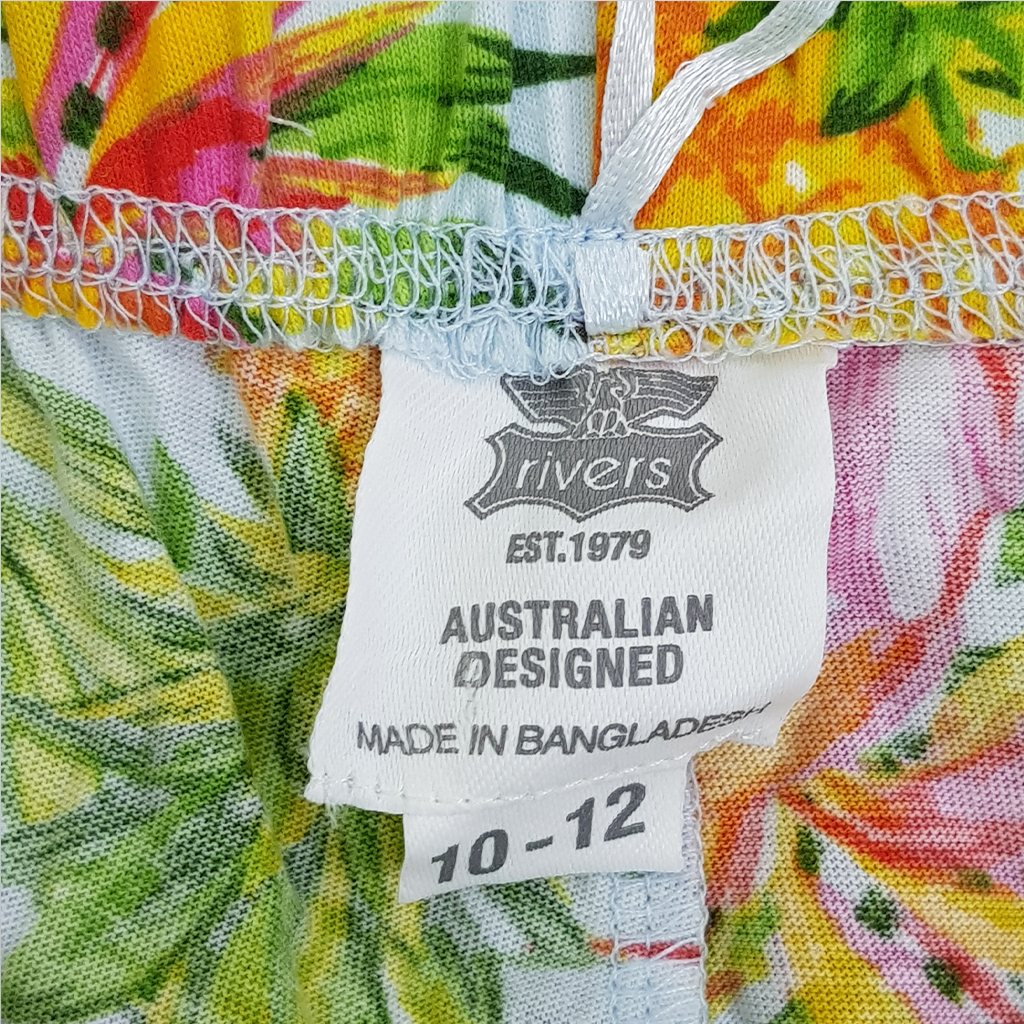 rivers
EST.1979
AUSTRALIAN
DESIGNED
MADE IN BANGLADESH
10-12